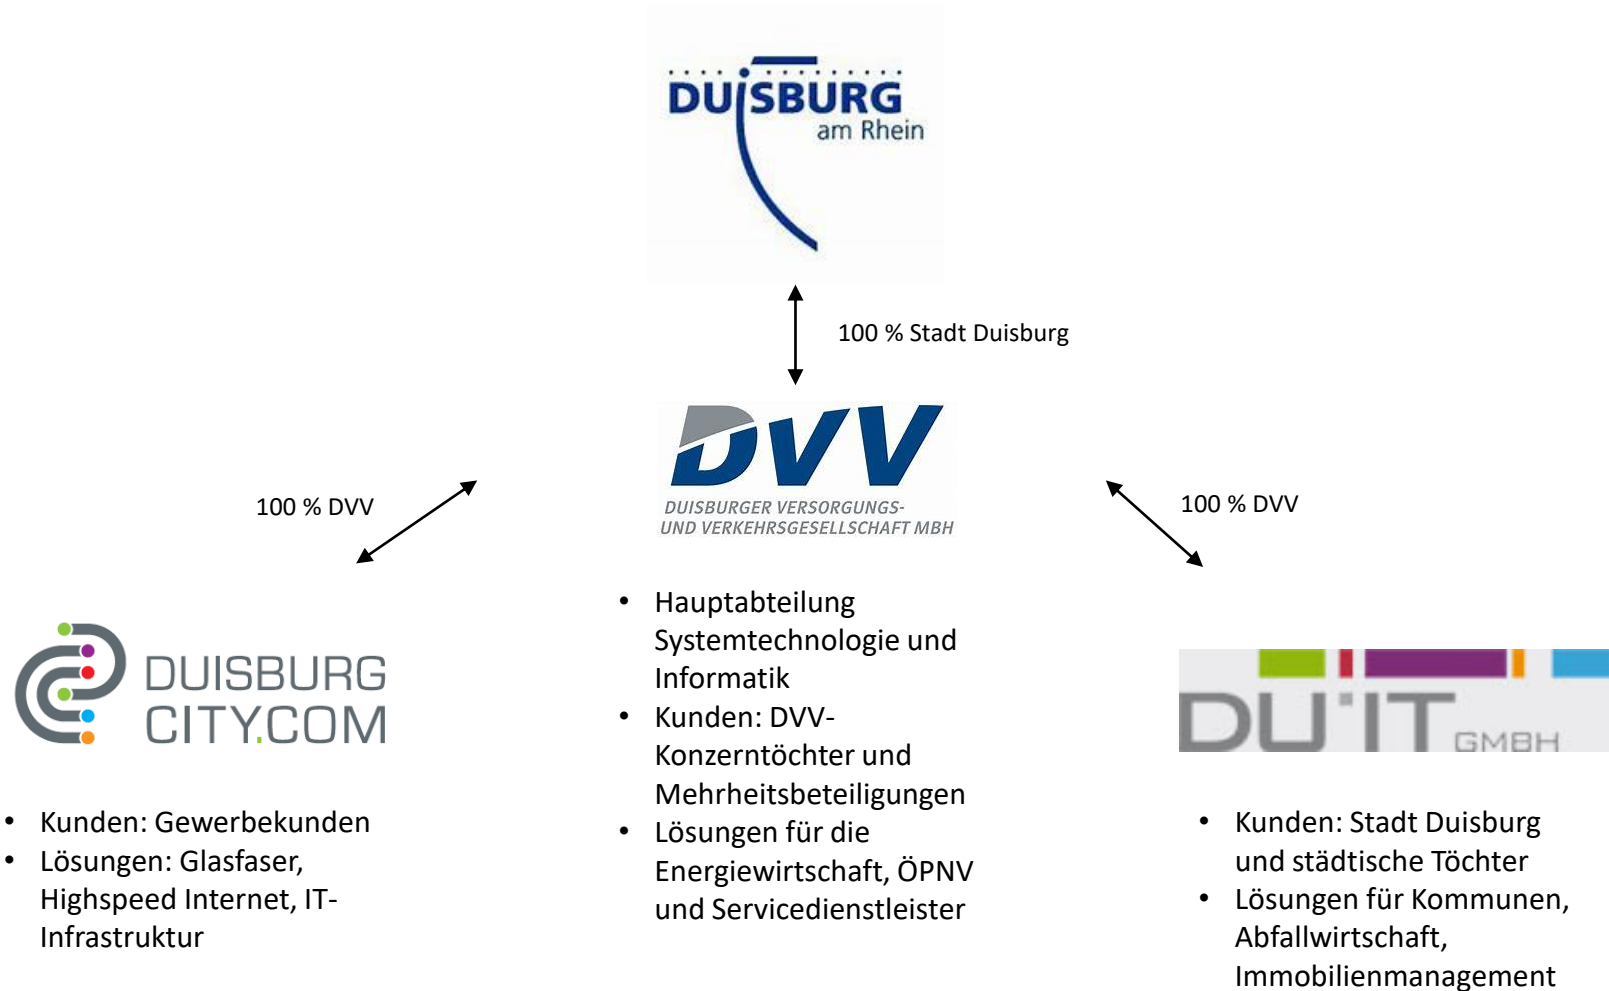 DUISBURG
am Rhein
100 % Stadt Duisburg
DVV
DUISBURGER VERSORGUNGS-
UND VERKEHRSGESELLSCHAFT MBH
100 % DVV
100 % DVV
DUISBURG
CITY.COM
• Kunden: Gewerbekunden
• Lösungen: Glasfaser,
Highspeed Internet, IT-
Infrastruktur
• Hauptabteilung
Systemtechnologie und
Informatik
• Kunden: DVV-
Konzerntöchter und
Mehrheitsbeteiligungen
• Lösungen für die
Energiewirtschaft, ÖPNV
und Servicedienstleister
DU·IT GMBH
• Kunden: Stadt Duisburg
und städtische Töchter
• Lösungen für Kommunen,
Abfallwirtschaft,
Immobilienmanagement